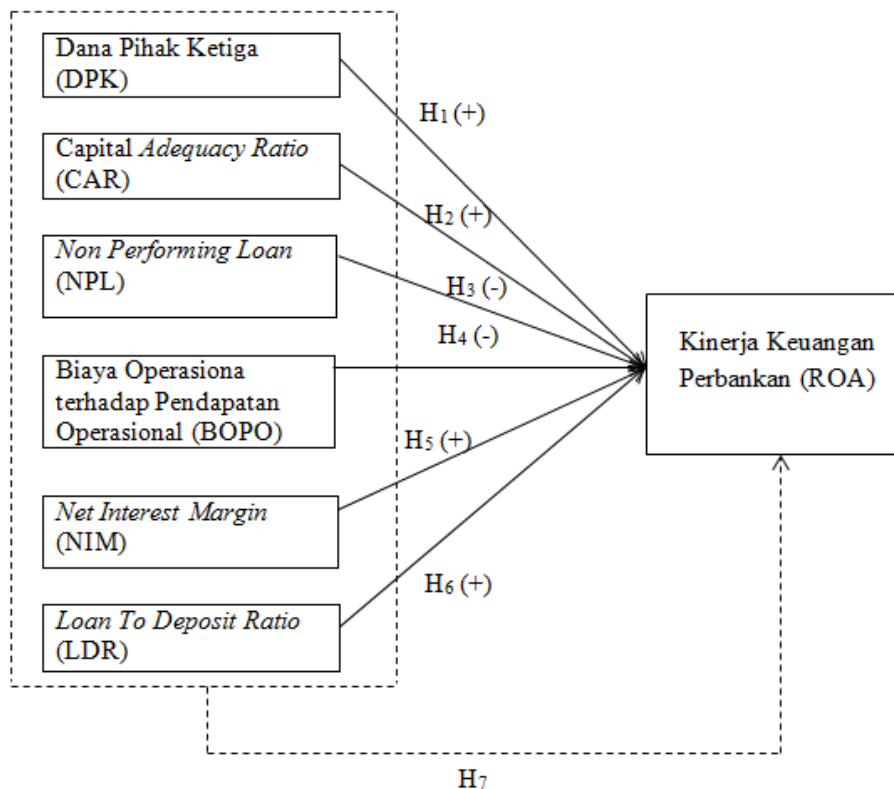 Dana Pihak Ketiga
(DPK)
H1 (+)
Capital Adequacy Ratio
(CAR)
H2 (+)
Non Performing Loan
(NPL)
H3 (-)
H4 (-)
Kinerja Keuangan
Perbankan (ROA)
Biaya Operasiona
terhadap Pendapatan
Operasional (BOPO)
H5 (+)
Net Interest Margin
(NIM)
H6 (+)
Loan To Deposit Ratio
(LDR)
H7